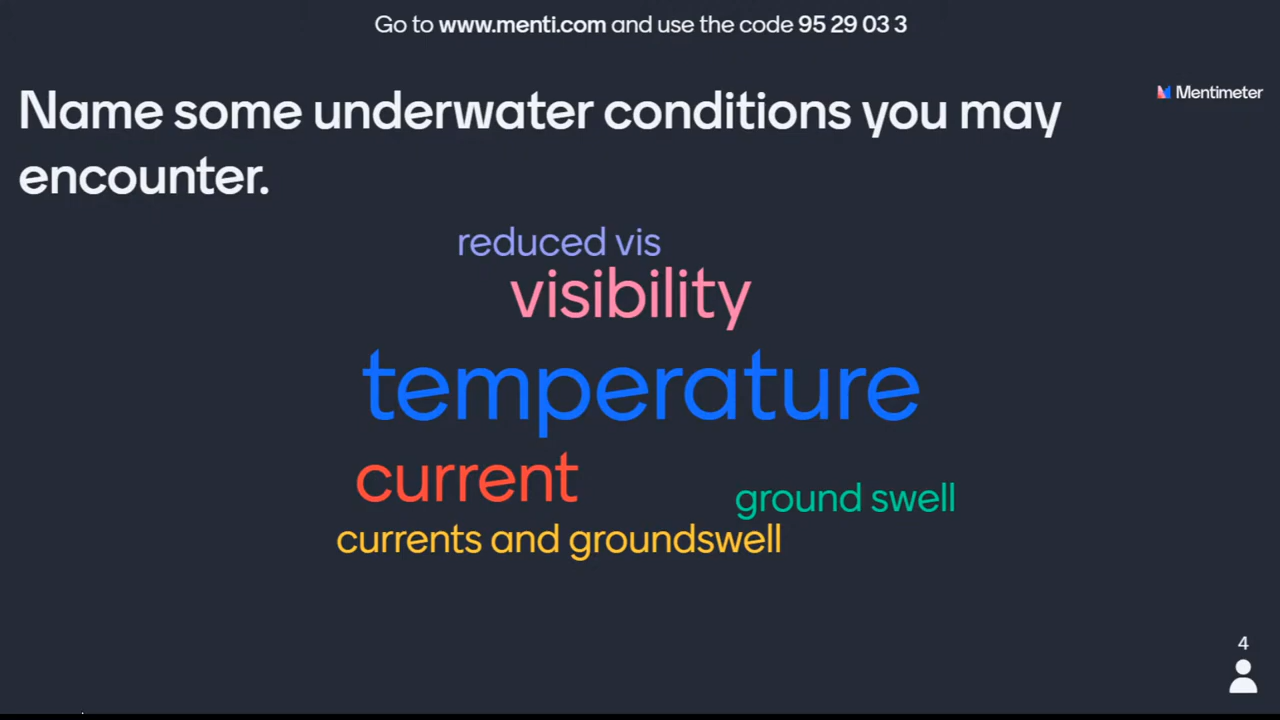 Go to www.menti.com and use the code 95 29 03 3
Mentimeter
Name some underwater conditions you may
encounter.
reduced vis
visibility
temperature
current
ground swell
currents and groundswell
4